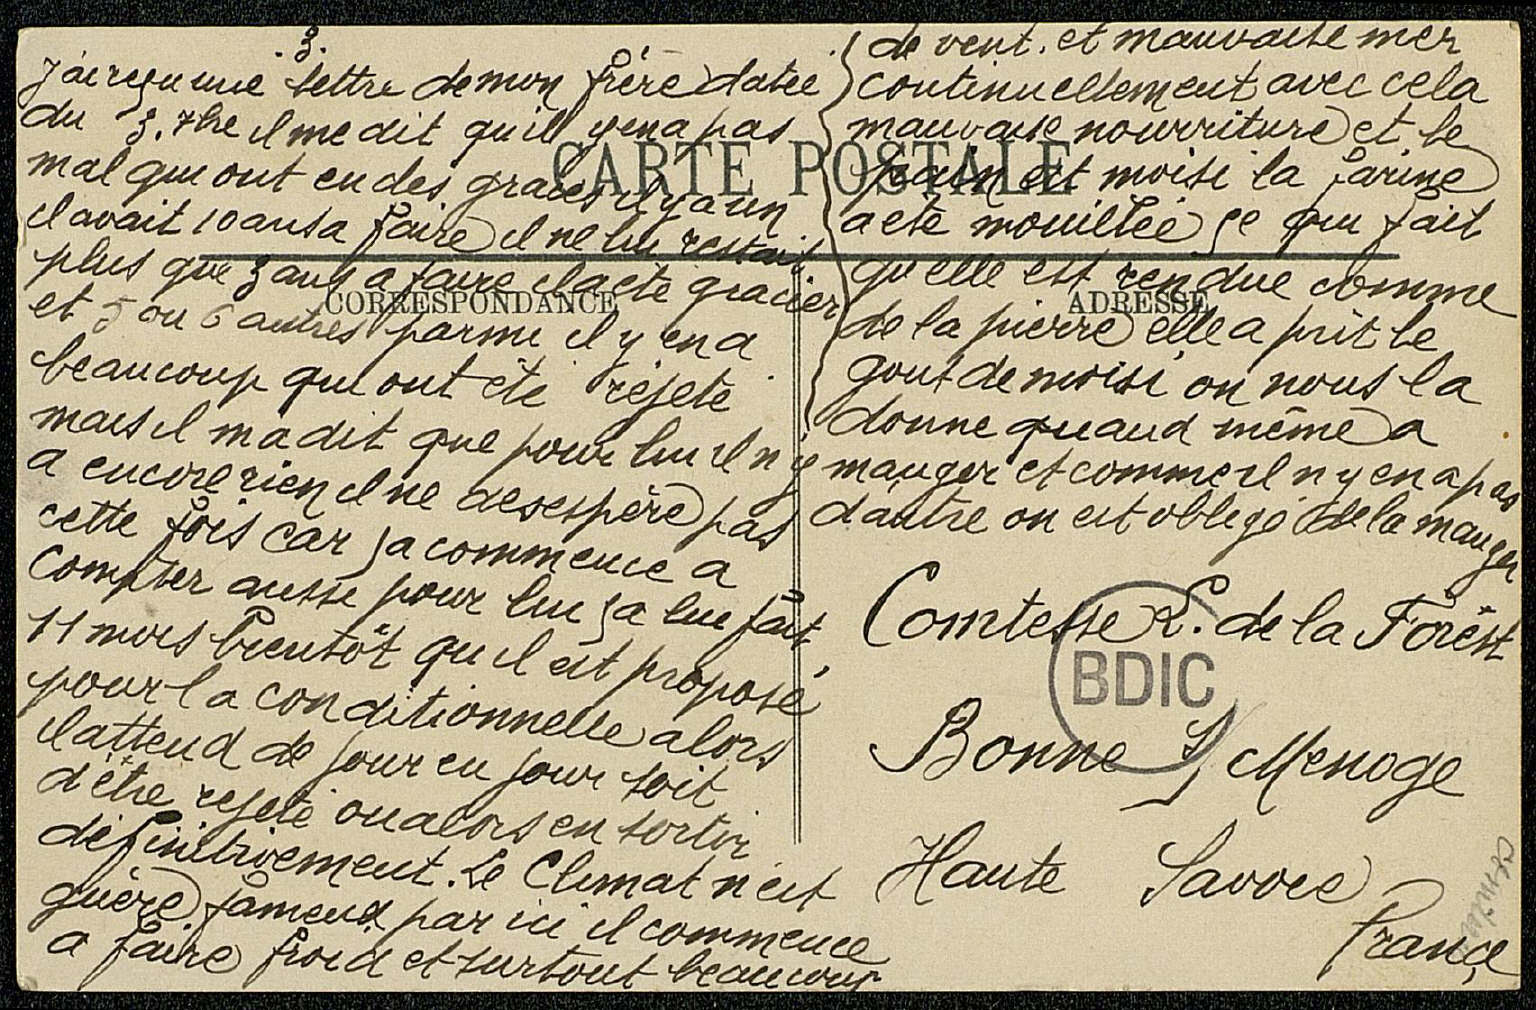 .3.
J'ai reçu une lettre de mon frère datée
du 3. 7bre il me dit qu'il y en a pas
mal qui ont eu des graces il y a un
il avait 10 ans a faire il ne lui restait
plus que 3 ans a faire il a eté gracier
et 5 ou 6 autres parmi il y en a
beaucoup qui ont été réjeté
mais il m a dit que pour lui il n y
a encore rien il ne desespère pas
cette fois car ça commence a
compter aussi pour lui ça lui fait
11 mois bientôt qu il est proposé
pour la conditionnelle alors
il attend de jour en jour soit
d'être rejeté ou alors en sortir
définitivement. Le Climat n'est
guère fameux par ici il commence
a faire froid et surtout beaucoup
de vent. et mauvaise mer
continuellement avec cela
mauvaise nourriture et le
pain est moisi la farine
a eté mouillée ce qui fait
qu elle est rendue comme
de la pierre elle a prit le
gout de moisi on nous la
donne quand même a
manger et comme il n y en a pas
d'autre on est obligé de la manger
CARTE POSTALE
CORRESPONDANCE
ADRESSE
Comtesse L. de la Forêst
BDIC
Bonne S/ Menoge
Haute Savoie
France